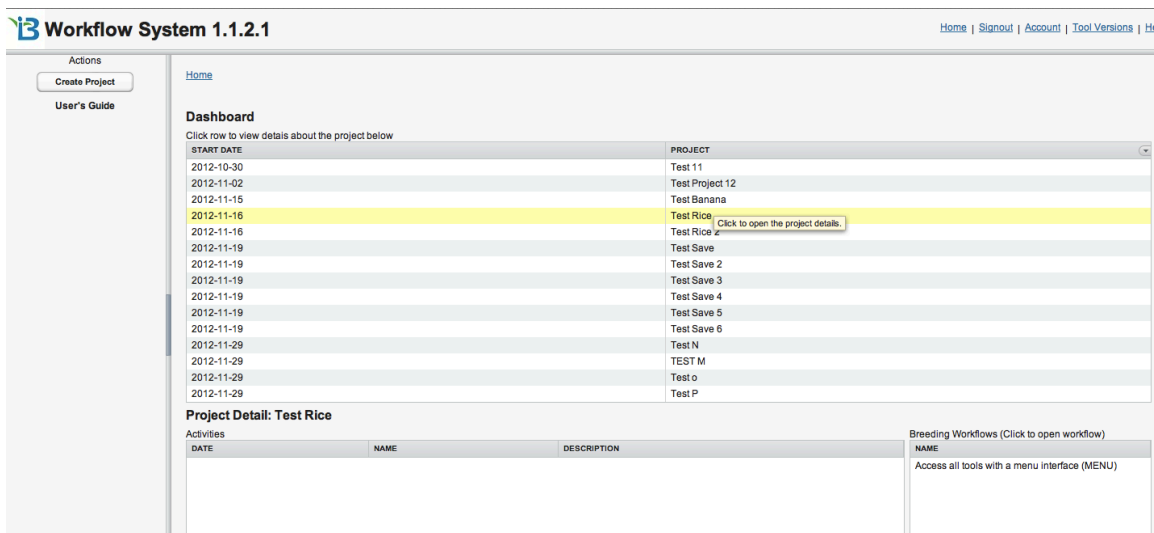 Workflow System 1.1.2.1
Home | Signout | Account | Tool Versions |
Actions
Create Project
User's Guide
Home
Dashboard
Click row to view detais about the project below
START DATE PROJECT
2012-10-30 Test 11
2012-11-02 Test Project 12
2012-11-15 Test Banana
2012-11-16 Test Rice
Click to open the project details.
2012-11-16 Test Rice 2
2012-11-19 Test Save
2012-11-19 Test Save 2
2012-11-19 Test Save 3
2012-11-19 Test Save 4
2012-11-19 Test Save 5
2012-11-19 Test Save 6
2012-11-29 Test N
2012-11-29 TEST M
2012-11-29 Test o
2012-11-29 Test P
Project Detail: Test Rice
Activities
DATE NAME DESCRIPTION
Breeding Workflows (Click to open workflow)
NAME
Access all tools with a menu interface (MENU)